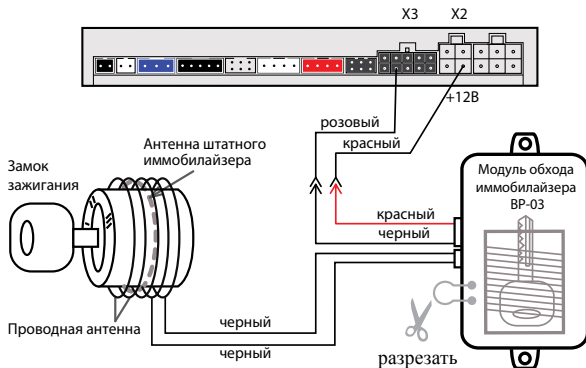 X3
X2
+12В
розовый
красный
Антенна штатного
иммобилайзера
Замок
зажигания
Модуль обхода
иммобилайзера
ВР-03
красный
черный
Проводная антенна
черный
черный
разрезать